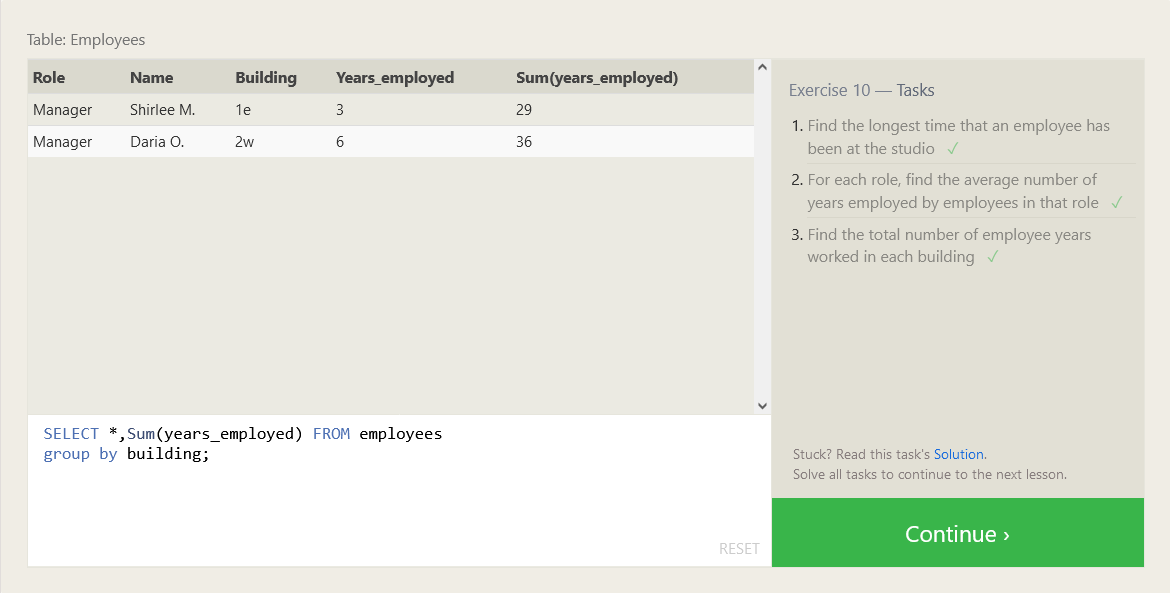 Table: Employees
Role Name Building Years_employed Sum(years_employed)
Manager Shirlee M. 1e 3 29
Manager Daria O. 2w 6 36
SELECT *,Sum(years_employed) FROM employees
group by building;
RESET
Exercise 10 — Tasks
1. Find the longest time that an employee has
been at the studio ✓
2. For each role, find the average number of
years employed by employees in that role ✓
3. Find the total number of employee years
worked in each building ✓
Stuck? Read this task's Solution.
Solve all tasks to continue to the next lesson.
Continue ›